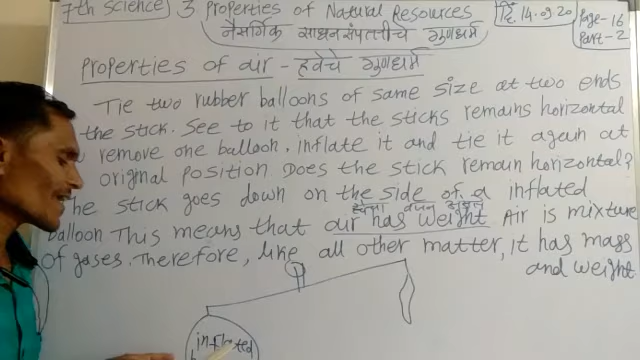 7th Science 3 Properties of Natural Resources दि. 14.09.20 Page-16
नैसर्गिक साधनसंपत्तीचे गुणधर्म Part-2
Properties of air - हवेचे गुणधर्म
Tie two rubber balloons of same size at two ends
the stick. See to it that the sticks remains horizontal
remove one balloon. inflate it and tie it again at
original position Does the stick remain horizontal?
he stick goes down on the side of a inflated
हवेला वजन असते
balloon This means that air has weight Air is mixture
of gases. Therefore, like all other matter, it has mass
and weight
inflated